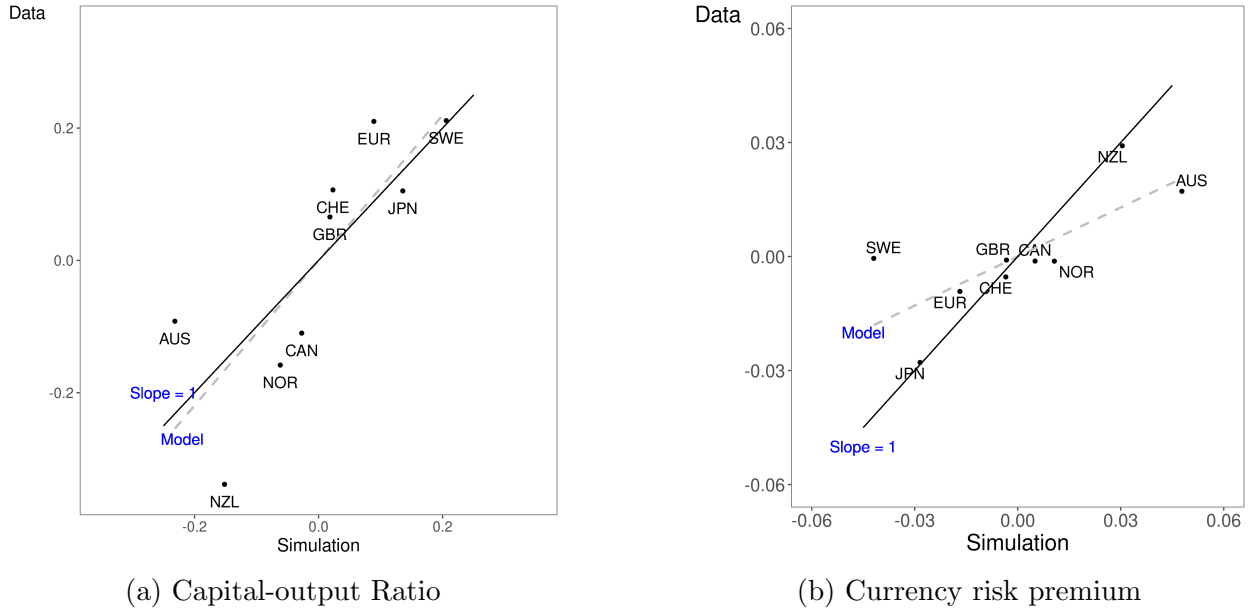 Data
0.2
0.0
-0.2
EUR
SWE
CHE
JPN
GBR
AUS
CAN
NOR
Slope = 1
Model
NZL
-0.2
0.0
0.2
Simulation
(a) Capital-output Ratio
Data
0.06
0.03
0.00
-0.03
-0.06
NZL
AUS
SWE
GBR
CAN
NOR
CHE
EUR
Model
JPN
Slope = 1
-0.06
-0.03
0.00
0.03
0.06
Simulation
(b) Currency risk premium